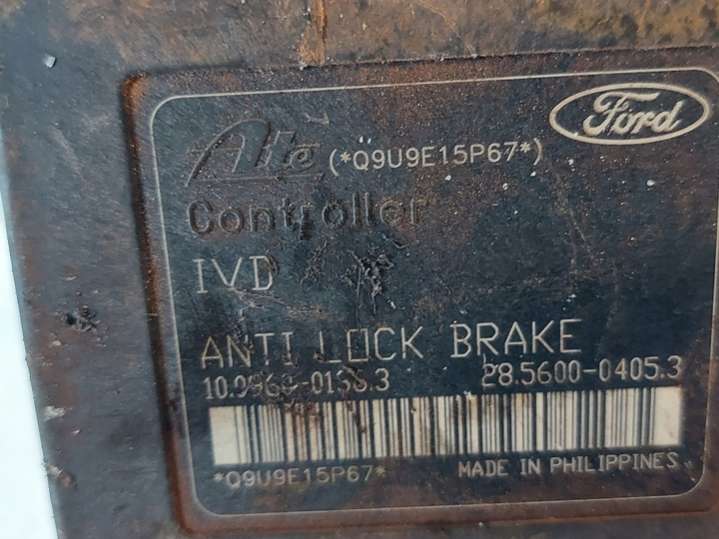 Ate (*Q9U9E15P67*) Ford
Controller
IVD
ANTI LOCK BRAKE
28.5600-0405.3
*Q9U9E15P67* MADE IN PHILIPPINES